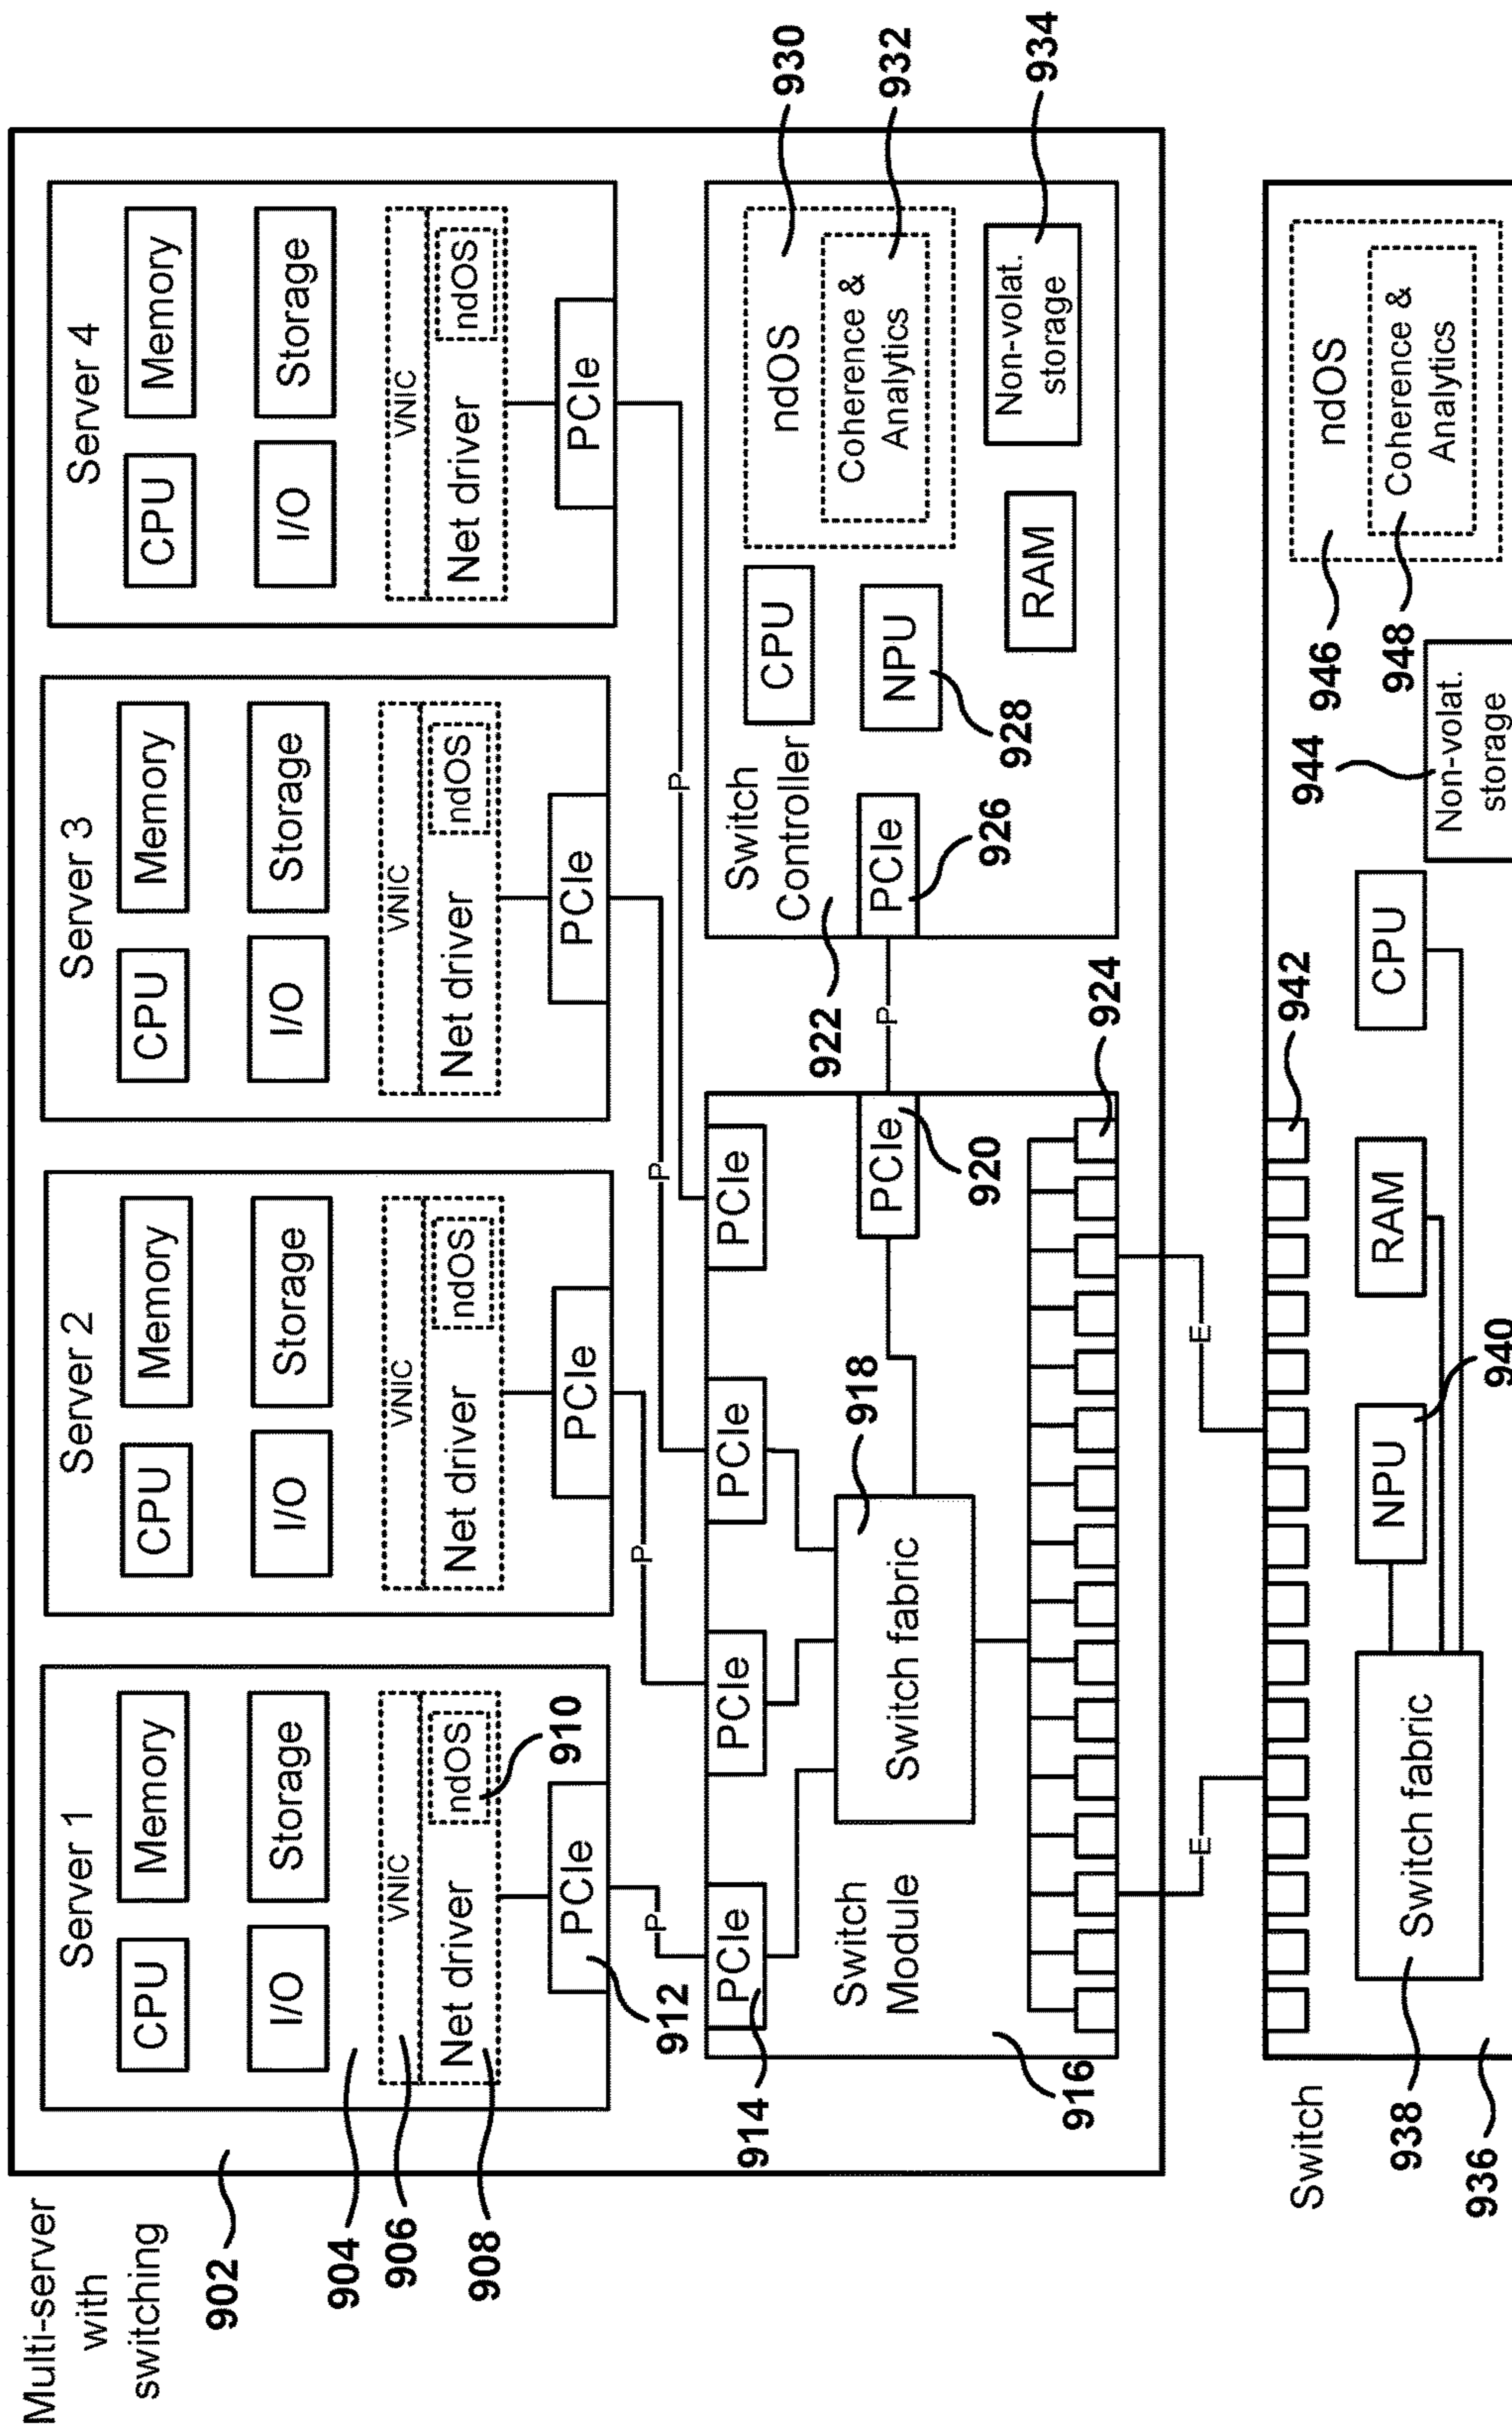 Multi-server
with
switching
902
904
906
908
Server 1
CPU
Memory
I/O
Storage
VNIC
Net driver
ndOS
910
PCIe
912
Server 2
CPU
Memory
I/O
Storage
VNIC
Net driver
ndOS
PCIe
Server 3
CPU
Memory
I/O
Storage
VNIC
Net driver
ndOS
PCIe
Server 4
CPU
Memory
I/O
Storage
VNIC
Net driver
ndOS
PCIe
P
P
P
P
914
PCIe
PCIe
PCIe
PCIe
Switch
Module
916
Switch fabric
918
PCIe
920
924
P
922
Switch
Controller
PCIe
926
CPU
NPU
928
RAM
ndOS
930
Coherence &
Analytics
932
Non-volat.
storage
934
E
E
Switch
936
938
Switch fabric
NPU
940
RAM
942
CPU
944
Non-volat.
storage
946
ndOS
948
Coherence &
Analytics